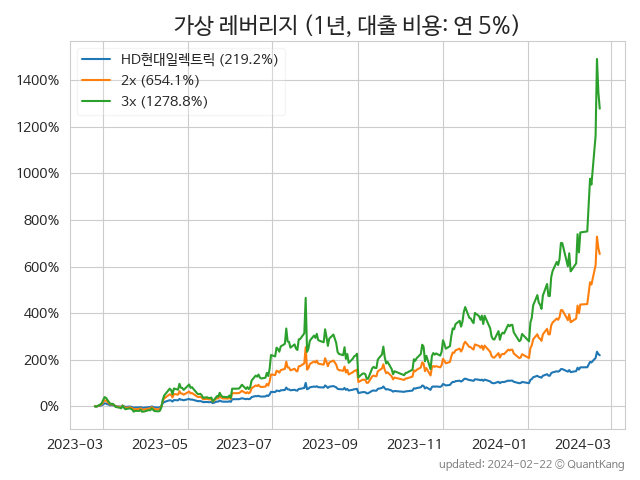 가상 레버리지 (1년, 대출 비용: 연 5%)
HD현대일렉트릭 (219.2%)
2x (654.1%)
3x (1278.8%)
1400%
1200%
1000%
800%
600%
400%
200%
0%
2023-03 2023-05 2023-07 2023-09 2023-11 2024-01 2024-03
updated: 2024-02-22 © QuantKang